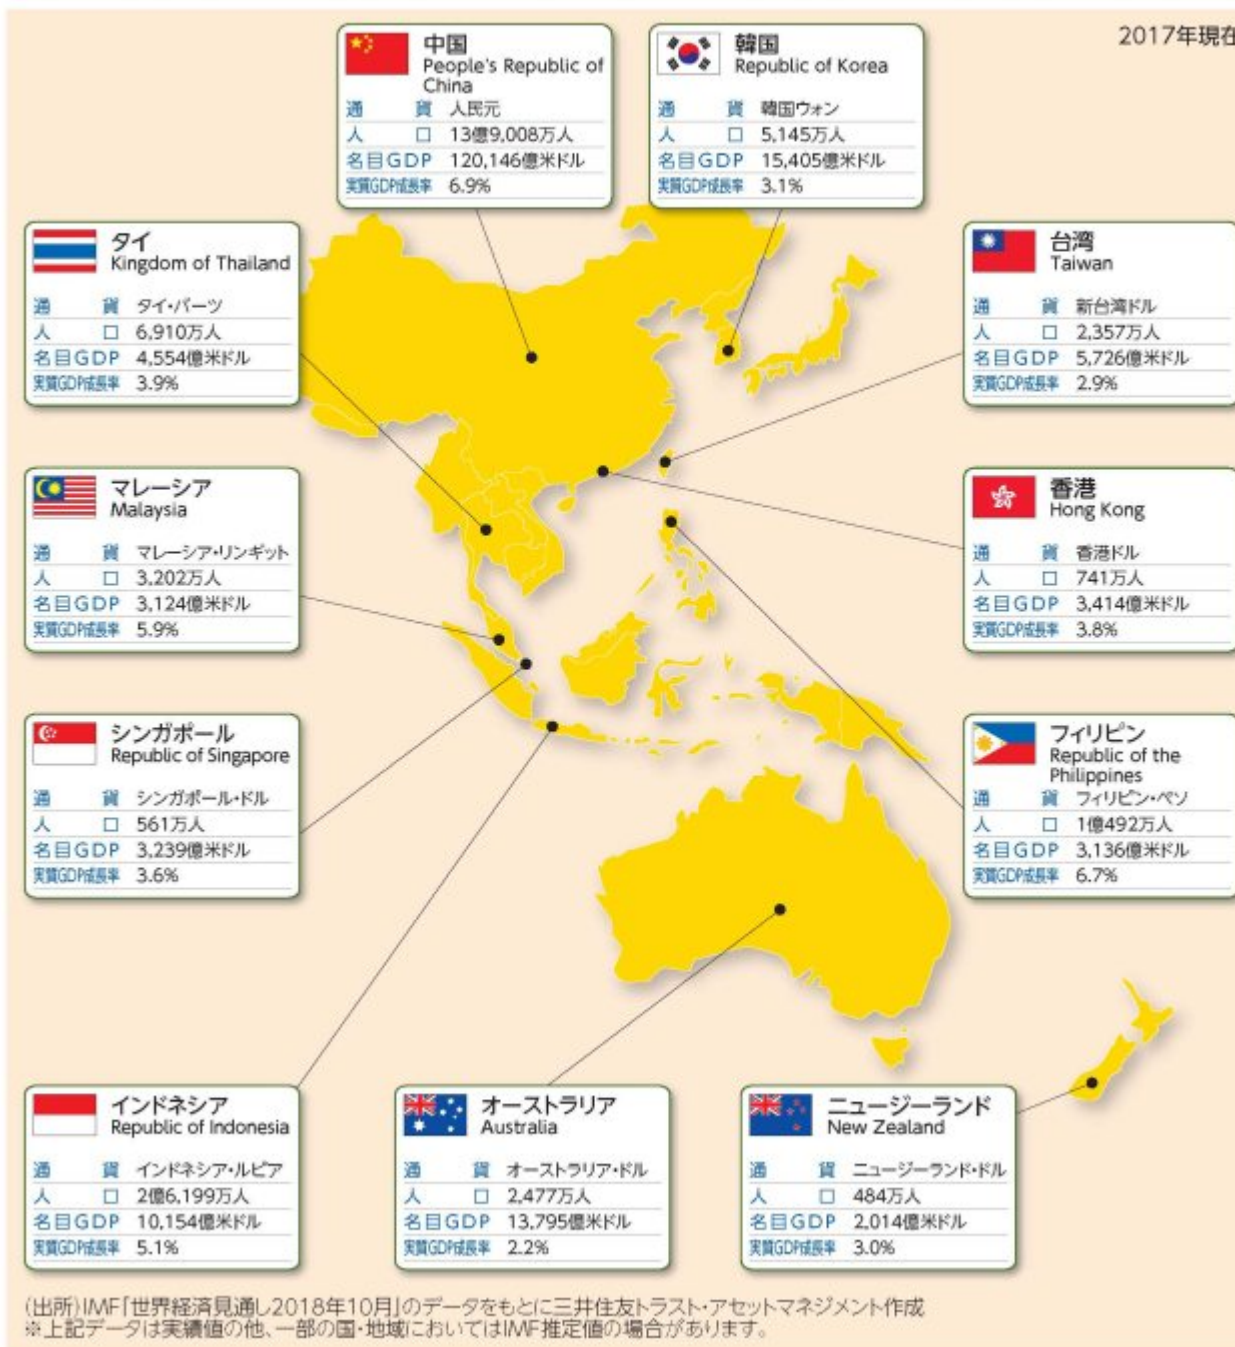 2017年現在
中国
People's Republic of
China
通貨 人民元
人口 13億9,008万人
名目GDP 120,146億米ドル
実質GDP成長率 6.9%
韓国
Republic of Korea
通貨 韓国ウォン
人口 5,145万人
名目GDP 15,405億米ドル
実質GDP成長率 3.1%
タイ
Kingdom of Thailand
通貨 タイ・バーツ
人口 6,910万人
名目GDP 4,554億米ドル
実質GDP成長率 3.9%
台湾
Taiwan
通貨 新台湾ドル
人口 2,357万人
名目GDP 5,726億米ドル
実質GDP成長率 2.9%
マレーシア
Malaysia
通貨 マレーシア・リンギット
人口 3,202万人
名目GDP 3,124億米ドル
実質GDP成長率 5.9%
香港
Hong Kong
通貨 香港ドル
人口 741万人
名目GDP 3,414億米ドル
実質GDP成長率 3.8%
シンガポール
Republic of Singapore
通貨 シンガポール・ドル
人口 561万人
名目GDP 3,239億米ドル
実質GDP成長率 3.6%
フィリピン
Republic of the
Philippines
通貨 フィリピン・ペソ
人口 1億492万人
名目GDP 3,136億米ドル
実質GDP成長率 6.7%
インドネシア
Republic of Indonesia
通貨 インドネシア・ルピア
人口 2億6,199万人
名目GDP 10,154億米ドル
実質GDP成長率 5.1%
オーストラリア
Australia
通貨 オーストラリア・ドル
人口 2,477万人
名目GDP 13,795億米ドル
実質GDP成長率 2.2%
ニュージーランド
New Zealand
通貨 ニュージーランド・ドル
人口 484万人
名目GDP 2,014億米ドル
実質GDP成長率 3.0%
(出所)IMF「世界経済見通し2018年10月」のデータをもとに三井住友トラスト・アセットマネジメント作成
※上記データは実績値の他、一部の国・地域においてはIMF推定値の場合があります。